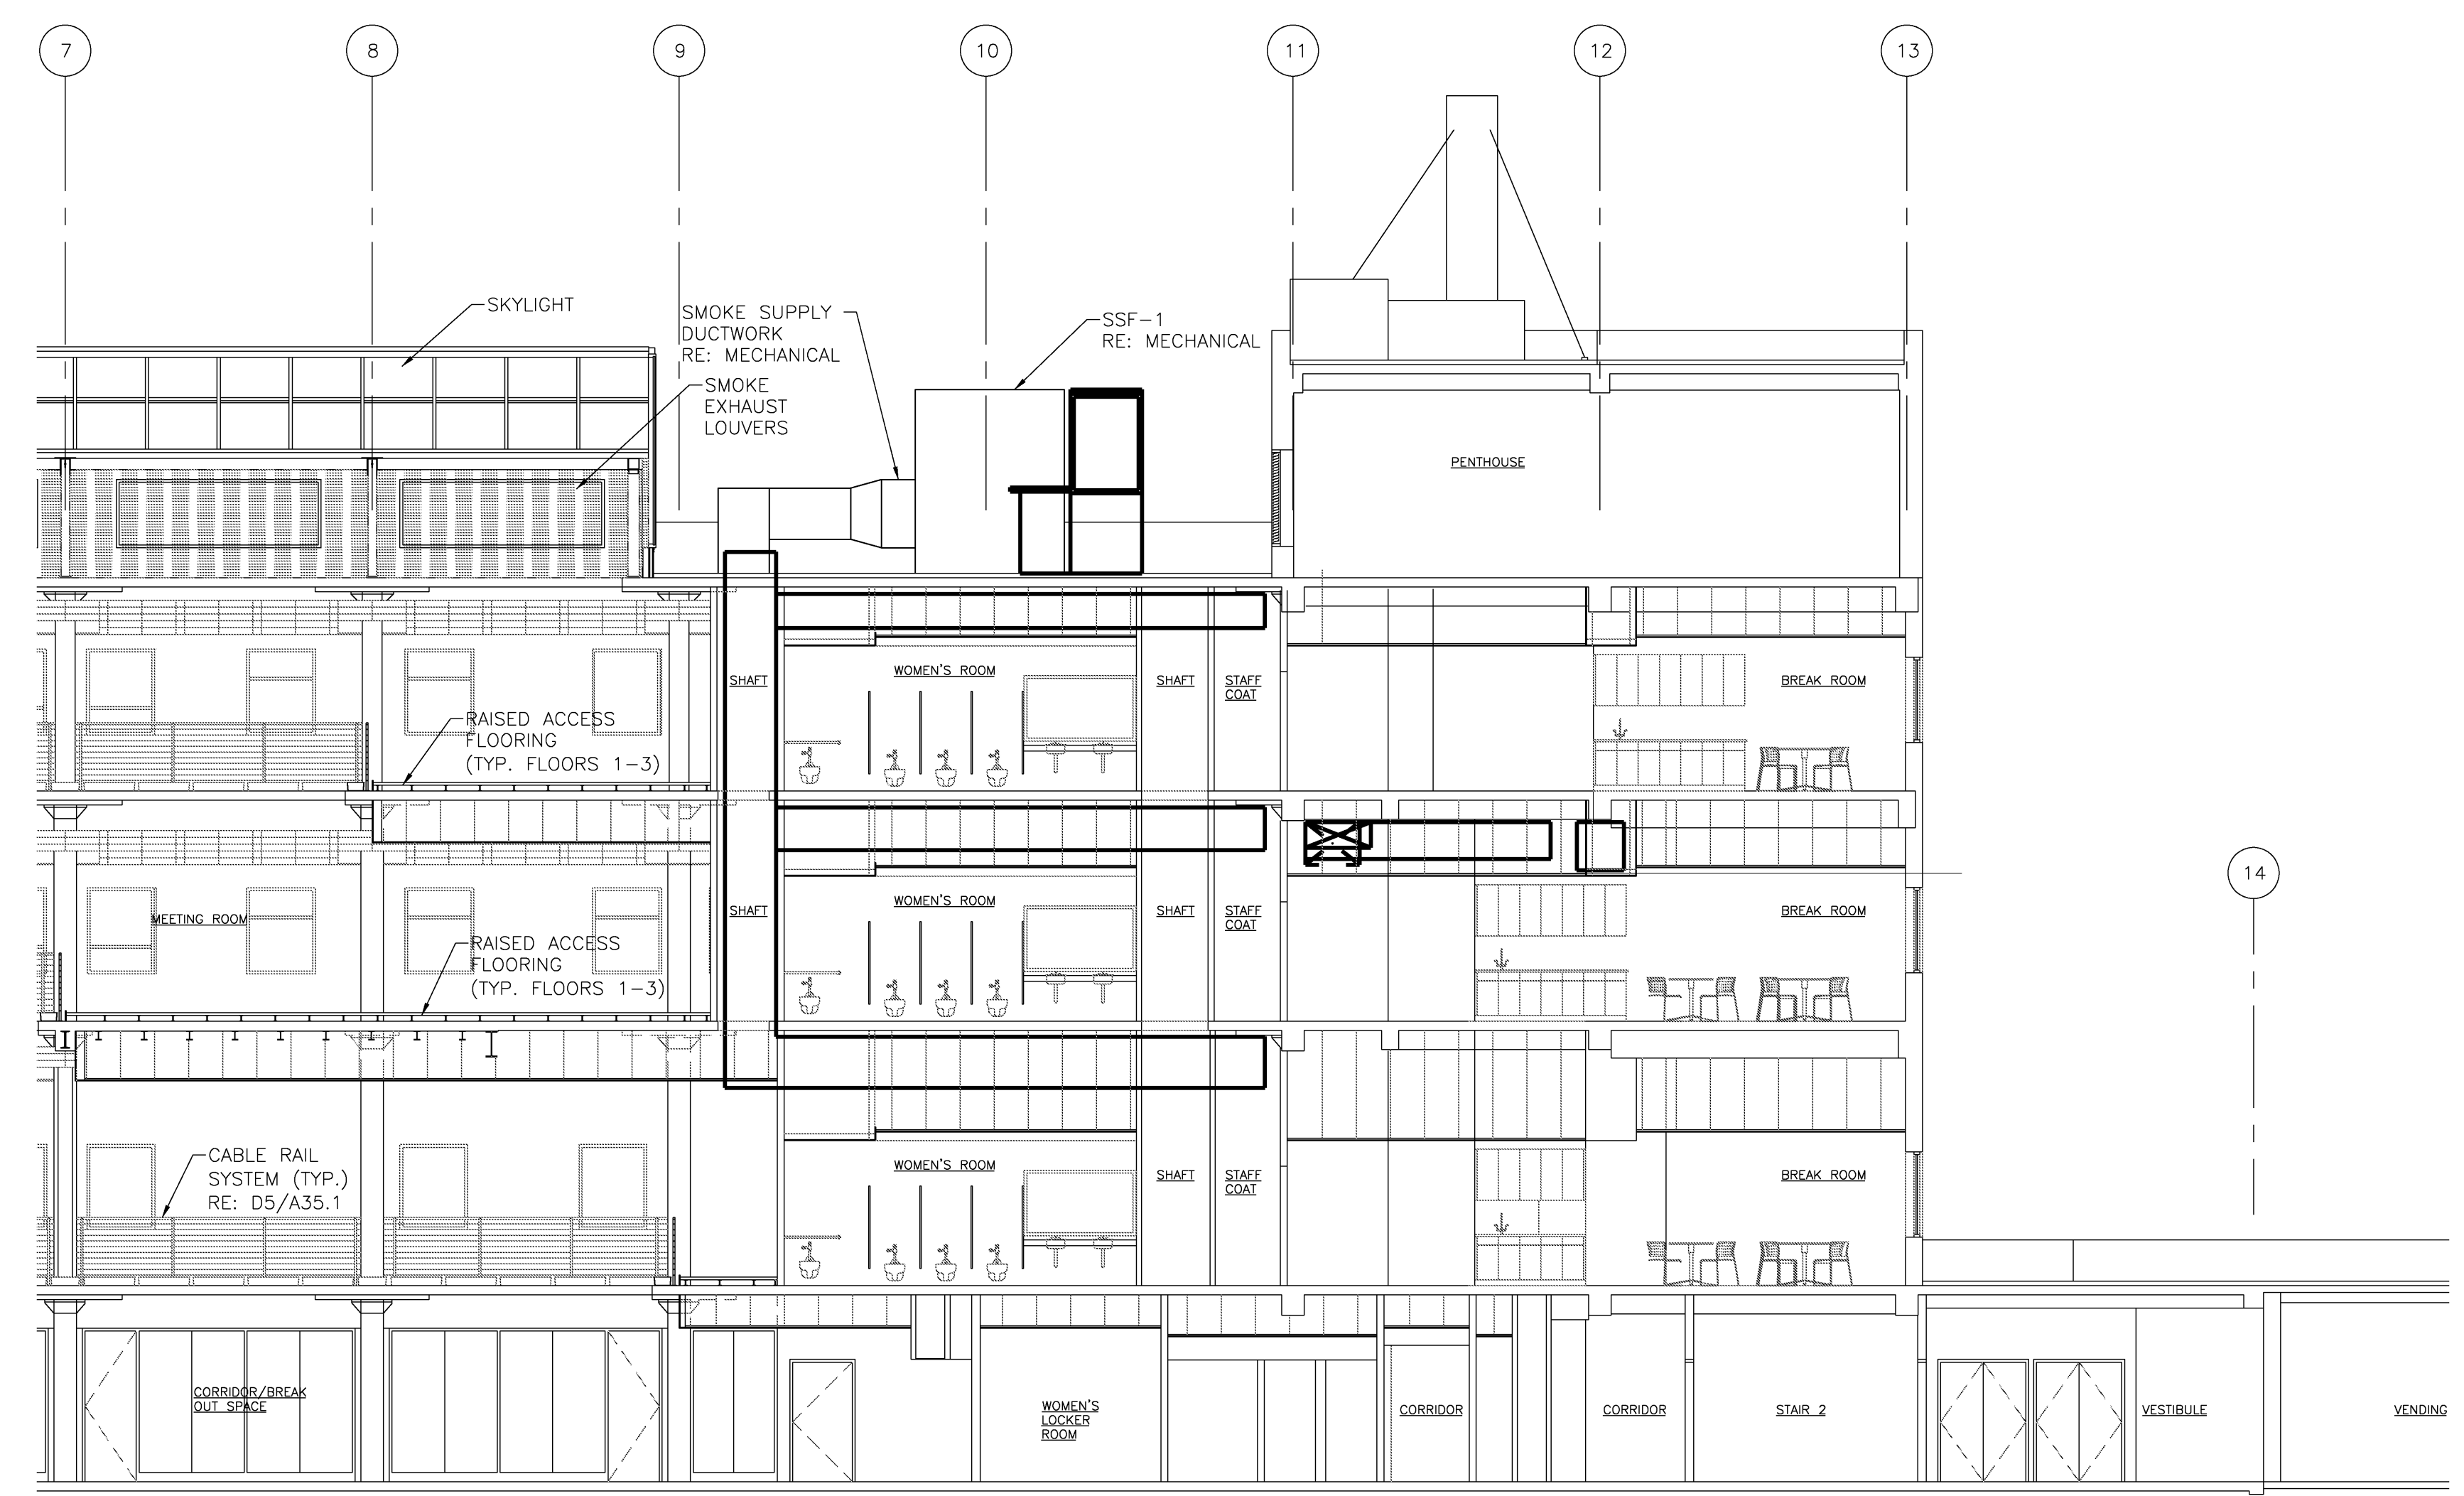 7
8
9
10
11
12
13
SKYLIGHT
SMOKE SUPPLY
DUCTWORK
RE: MECHANICAL
SSF-1
RE: MECHANICAL
SMOKE
EXHAUST
LOUVERS
PENTHOUSE
SHAFT
WOMEN'S ROOM
SHAFT
STAFF
COAT
BREAK ROOM
RAISED ACCESS
FLOORING
(TYP. FLOORS 1-3)
14
MEETING ROOM
SHAFT
WOMEN'S ROOM
SHAFT
STAFF
COAT
BREAK ROOM
RAISED ACCESS
FLOORING
(TYP. FLOORS 1-3)
CABLE RAIL
SYSTEM (TYP.)
RE: D5/A35.1
WOMEN'S ROOM
SHAFT
STAFF
COAT
BREAK ROOM
CORRIDOR/BREAK
OUT SPACE
WOMEN'S
LOCKER
ROOM
CORRIDOR
CORRIDOR
STAIR 2
VESTIBULE
VENDING